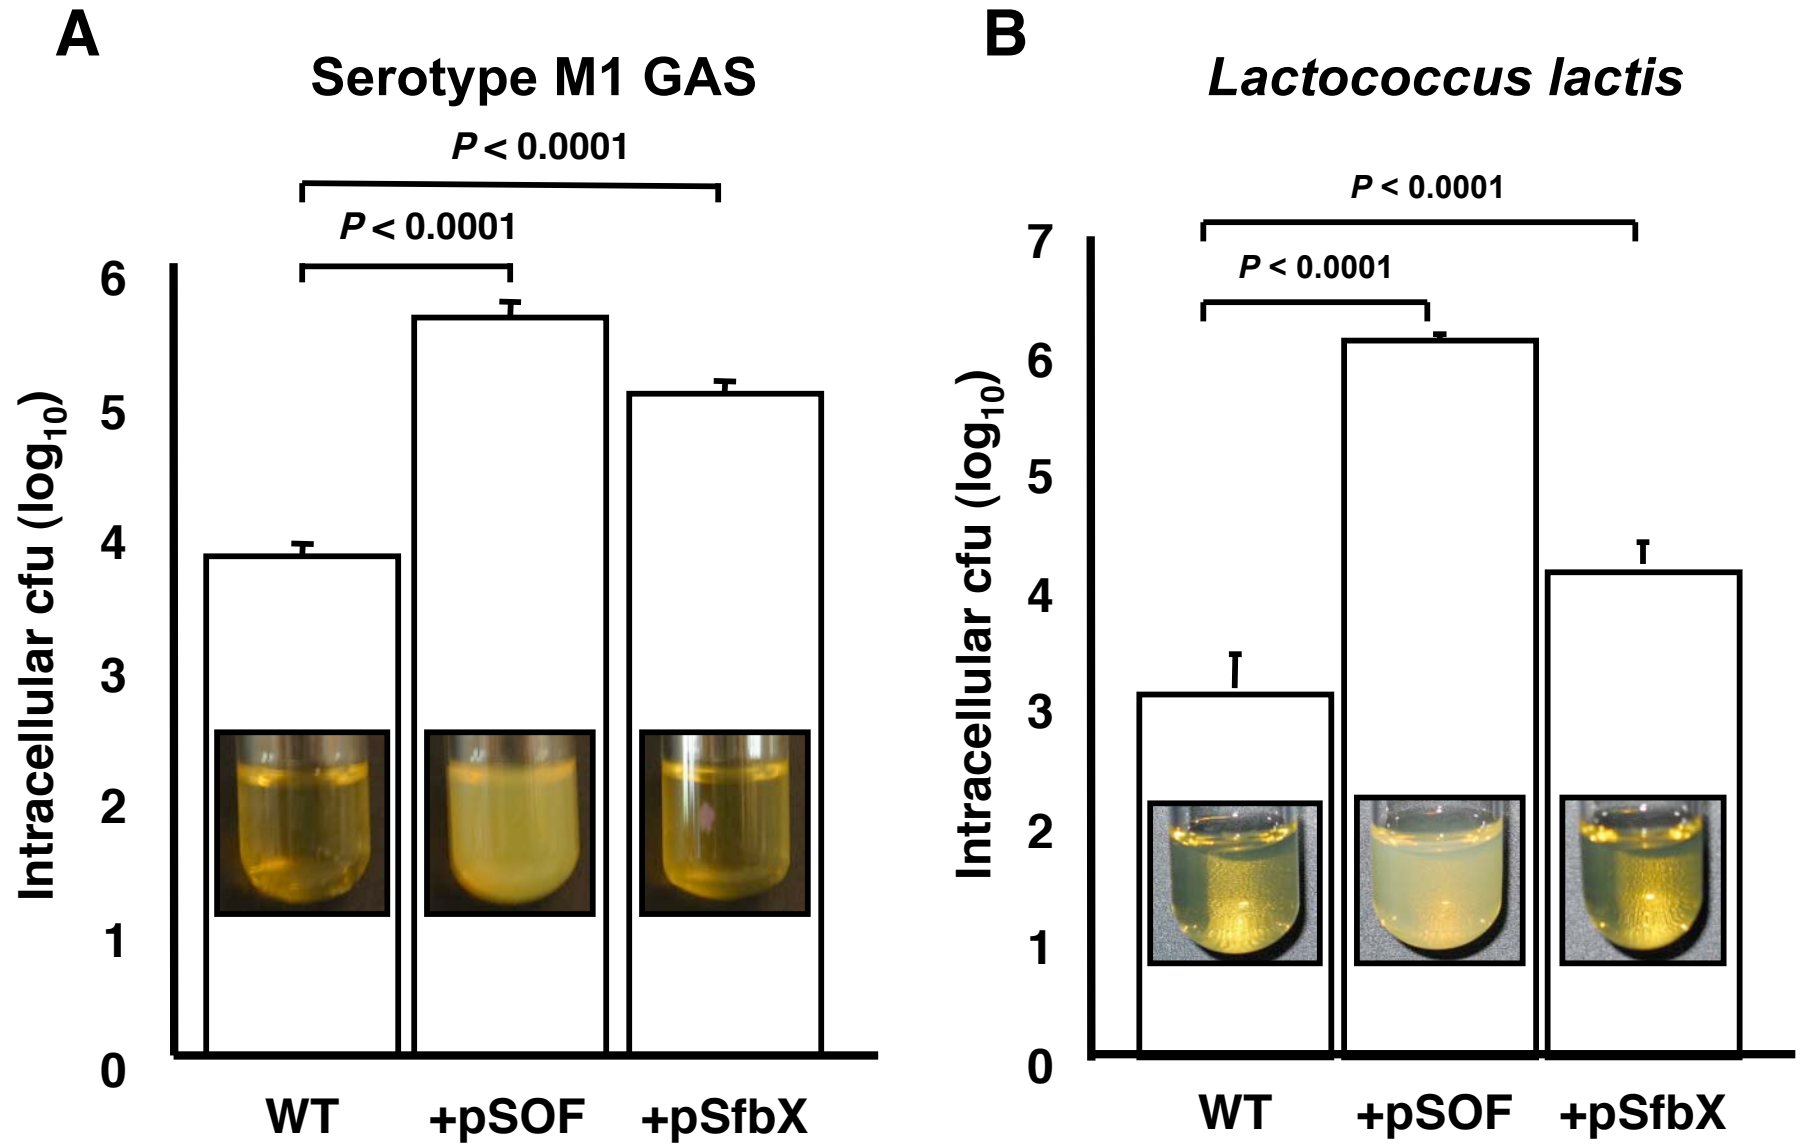 A
Serotype M1 GAS
P < 0.0001
P < 0.0001
Intracellular cfu (log10)
6
5
4
3
2
1
0
WT +pSOF +pSfbX
B
Lactococcus lactis
P < 0.0001
P < 0.0001
Intracellular cfu (log10)
7
6
5
4
3
2
1
0
WT +pSOF +pSfbX